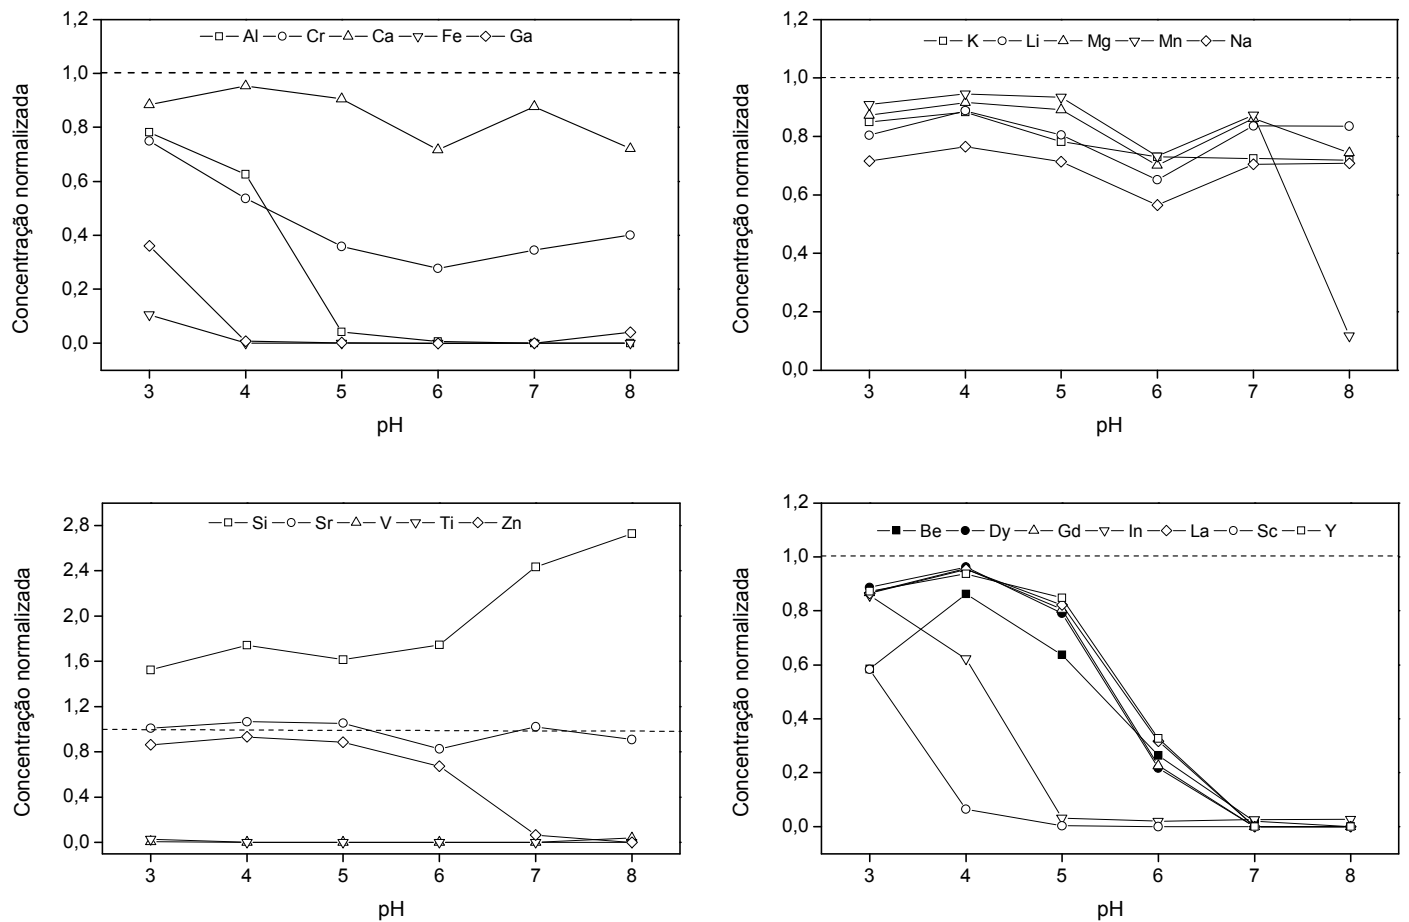 1,2
Al Cr Ca Fe Ga
1,0
0,8
0,6
0,4
0,2
0,0
Concentração normalizada
3 4 5 6 7 8
pH
1,2
K Li Mg Mn Na
1,0
0,8
0,6
0,4
0,2
0,0
Concentração normalizada
3 4 5 6 7 8
pH
Si Sr V Ti Zn
2,8
2,4
2,0
1,6
1,2
0,8
0,4
0,0
Concentração normalizada
3 4 5 6 7 8
pH
1,2
Be Dy Gd In La Sc Y
1,0
0,8
0,6
0,4
0,2
0,0
Concentração normalizada
3 4 5 6 7 8
pH